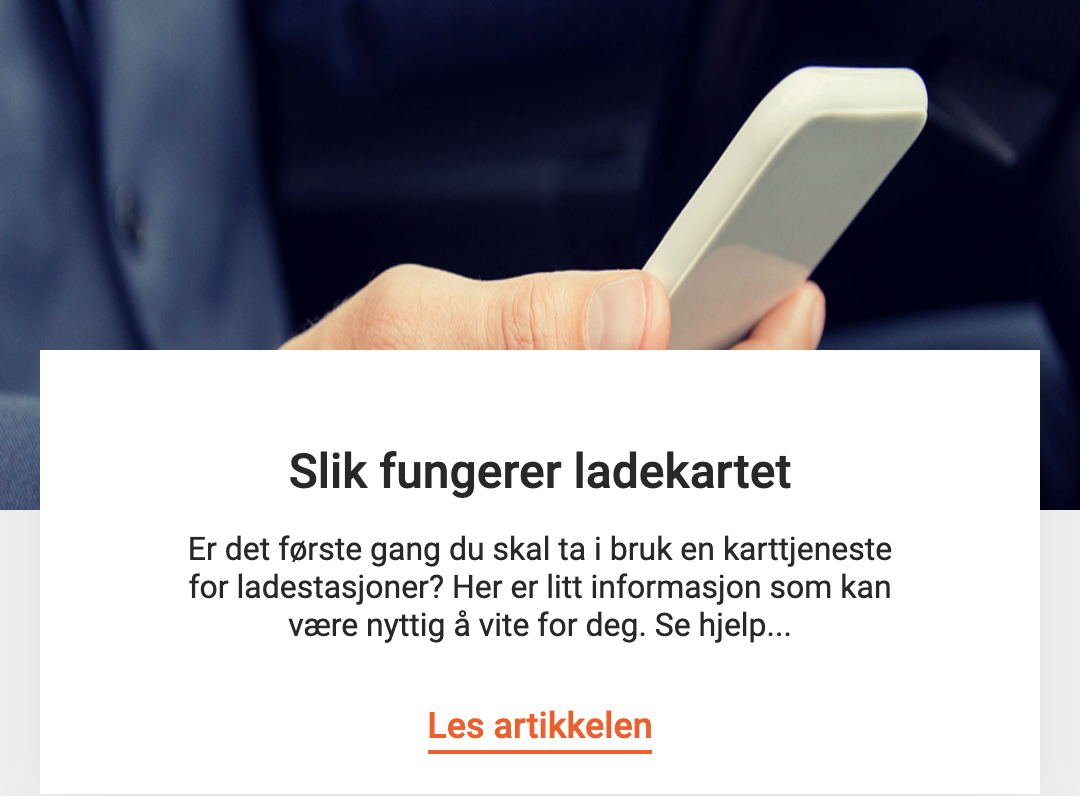 Slik fungerer ladekartet
Er det første gang du skal ta i bruk en karttjeneste
for ladestasjoner? Her er litt informasjon som kan
være nyttig å vite for deg. Se hjelp...
Les artikkelen